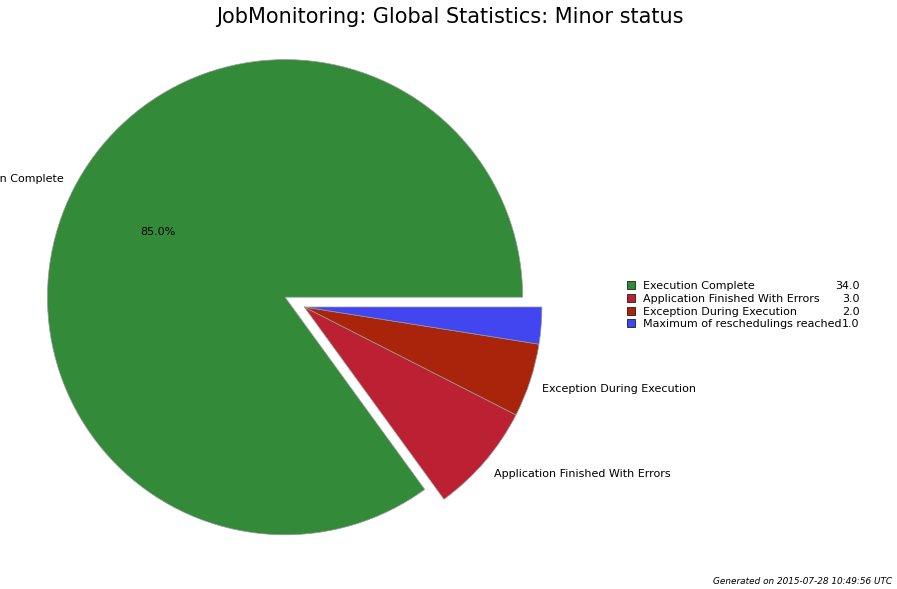 JobMonitoring: Global Statistics: Minor status
n Complete
85.0%
Execution Complete 34.0
Application Finished With Errors 3.0
Exception During Execution 2.0
Maximum of reschedulings reached1.0
Exception During Execution
Application Finished With Errors
Generated on 2015-07-28 10:49:56 UTC